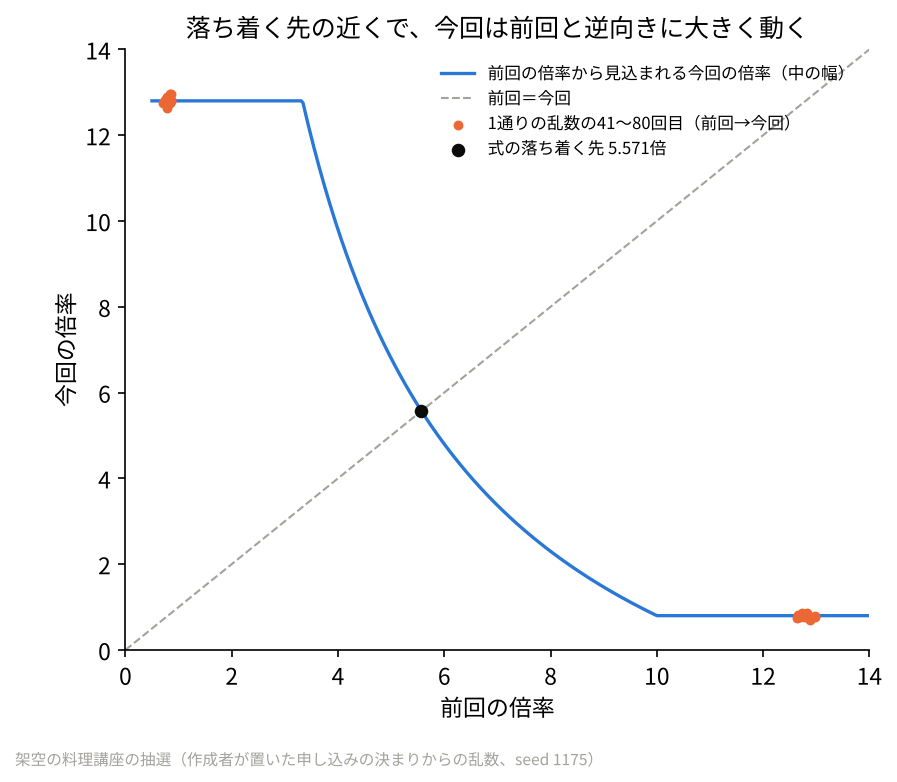 落ち着く先の近くで、今回は前回と逆向きに大きく動く
前回の倍率から見込まれる今回の倍率（中の幅）
前回＝今回
1通りの乱数の41～80回目（前回→今回）
式の落ち着く先 5.571倍
14
12
10
8
6
4
2
0
今回の倍率
0 2 4 6 8 10 12 14
前回の倍率
架空の料理講座の抽選（作成者が置いた申し込みの決まりからの乱数、seed 1175）